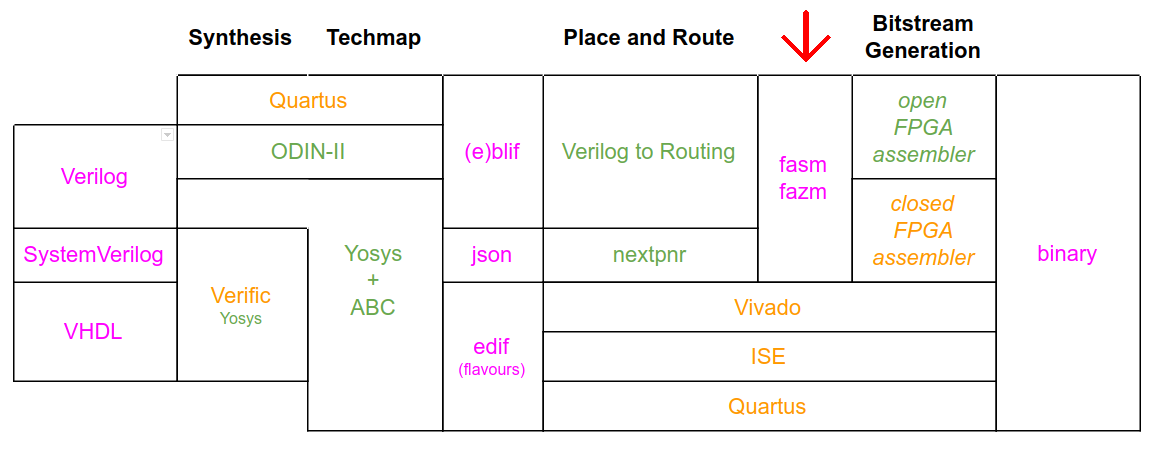 Synthesis
Techmap
Place and Route
Bitstream
Generation
Quartus
ODIN-II
Verilog
SystemVerilog
VHDL
Verific
Yosys
Yosys
+
ABC
(e)blif
json
edif
(flavours)
Verilog to Routing
nextpnr
fasm
fazm
open
FPGA
assembler
closed
FPGA
assembler
Vivado
ISE
Quartus
binary